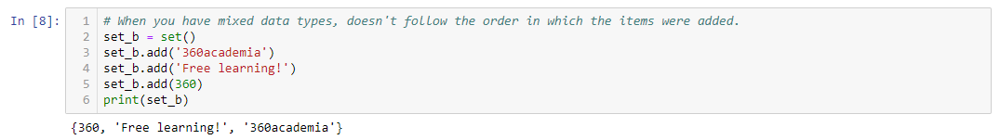 In [8]: 1 # When you have mixed data types, doesn't follow the order in which the items were added.
2 set_b = set()
3 set_b.add('360academia')
4 set_b.add('Free learning!')
5 set_b.add(360)
6 print(set_b)
{360, 'Free learning!', '360academia'}